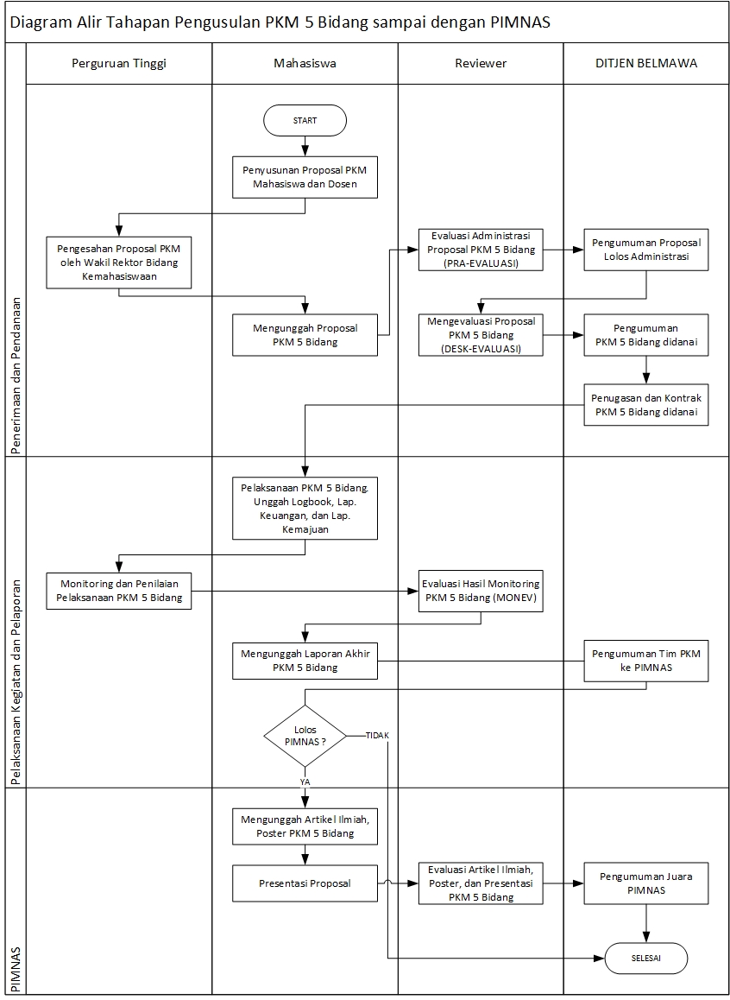 Diagram Alir Tahapan Pengusulan PKM 5 Bidang sampai dengan PIMNAS
Perguruan Tinggi
Mahasiswa
Reviewer
DITJEN BELMAWA
Penerimaan dan Pendanaan
START
Penyusunan Proposal PKM
Mahasiswa dan Dosen
Pengesahan Proposal PKM
oleh Wakil Rektor Bidang
Kemahasiswaan
Mengunggah Proposal
PKM 5 Bidang
Evaluasi Administrasi
Proposal PKM 5 Bidang
(PRA-EVALUASI)
Pengumuman Proposal
Lolos Administrasi
Mengevaluasi Proposal
PKM 5 Bidang
(DESK-EVALUASI)
Pengumuman
PKM 5 Bidang didanai
Penugasan dan Kontrak
PKM 5 Bidang didanai
Pelaksanaan Kegiatan dan Pelaporan
Pelaksanaan PKM 5 Bidang.
Unggah Logbook, Lap.
Keuangan, dan Lap.
Kemajuan
Monitoring dan Penilaian
Pelaksanaan PKM 5 Bidang
Evaluasi Hasil Monitoring
PKM 5 Bidang (MONEV)
Mengunggah Laporan Akhir
PKM 5 Bidang
Pengumuman Tim PKM
ke PIMNAS
Lolos
PIMNAS ?
TIDAK
YA
PIMNAS
Mengunggah Artikel Ilmiah,
Poster PKM 5 Bidang
Presentasi Proposal
Evaluasi Artikel Ilmiah,
Poster, dan Presentasi
PKM 5 Bidang
Pengumuman Juara
PIMNAS
SELESAI